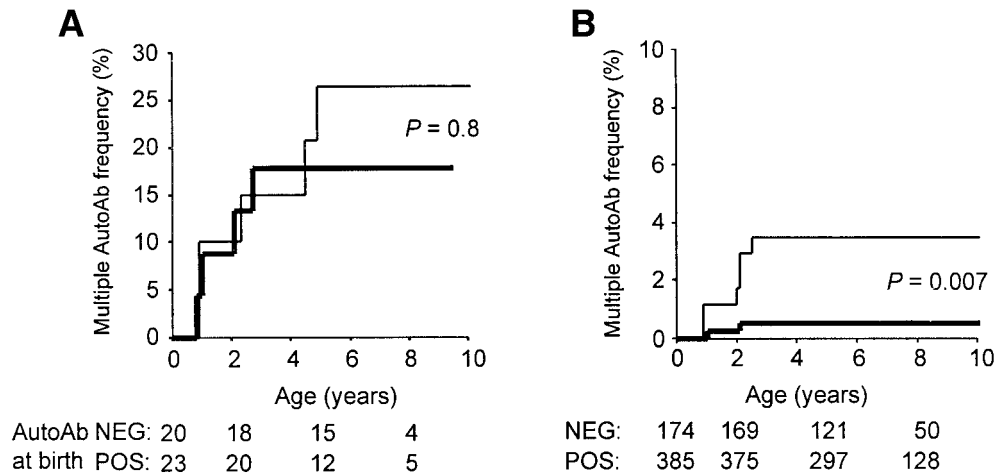 A
B
Multiple AutoAb frequency (%)
30
25
20
15
10
5
0
P = 0.8
0 2 4 6 8 10
Age (years)
AutoAb NEG: 20 18 15 4
at birth POS: 23 20 12 5
Multiple AutoAb frequency (%)
10
8
6
4
2
0
P = 0.007
0 2 4 6 8 10
Age (years)
NEG: 174 169 121 50
POS: 385 375 297 128